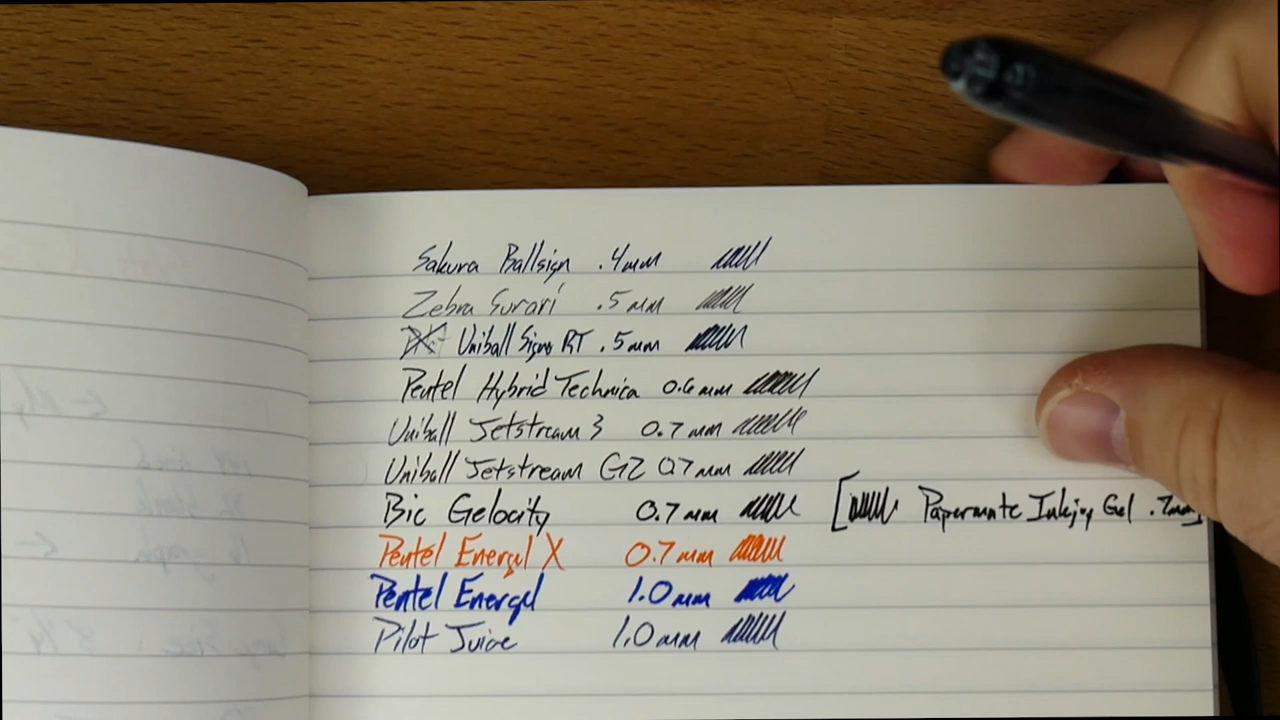 Sakura Ballsign .4mm
Zebra Surari .5mm
Uniball Signo RT .5mm
Pentel Hybrid Technica 0.6mm
Uniball Jetstream 3 0.7mm
Uniball Jetstream G2 0.7mm
Bic Gelocity 0.7mm [ Papermate Inkjoy Gel .7mm]
Pentel Energel X 0.7mm
Pentel Energel 1.0mm
Pilot Juice 1.0mm